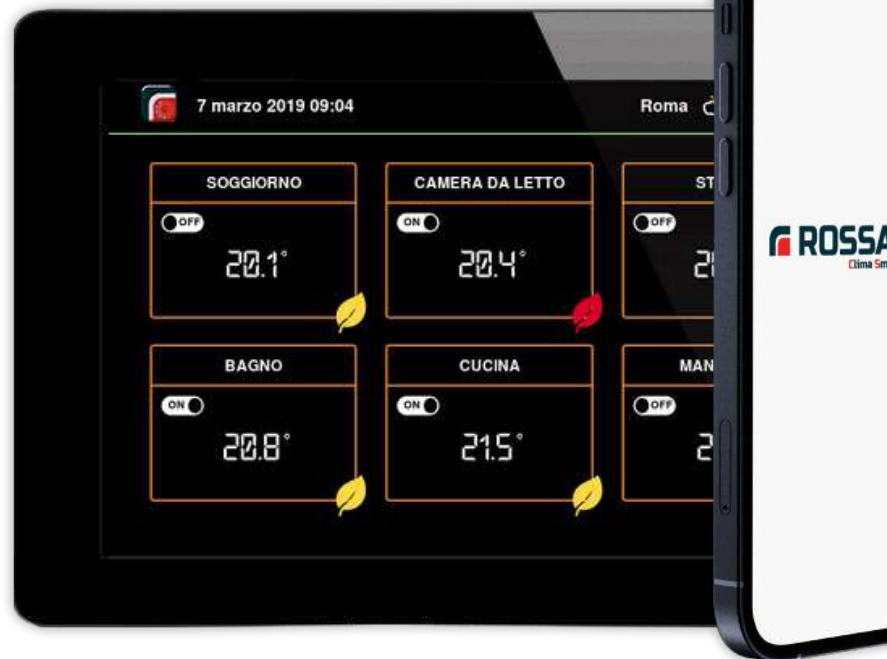 7 marzo 2019 09:04
Roma
SOGGIORNO
CAMERA DA LETTO
OFF
ON
OFF
20.1°
20.4°
BAGNO
CUCINA
ON
ON
OFF
20.8°
21.5°
Clima